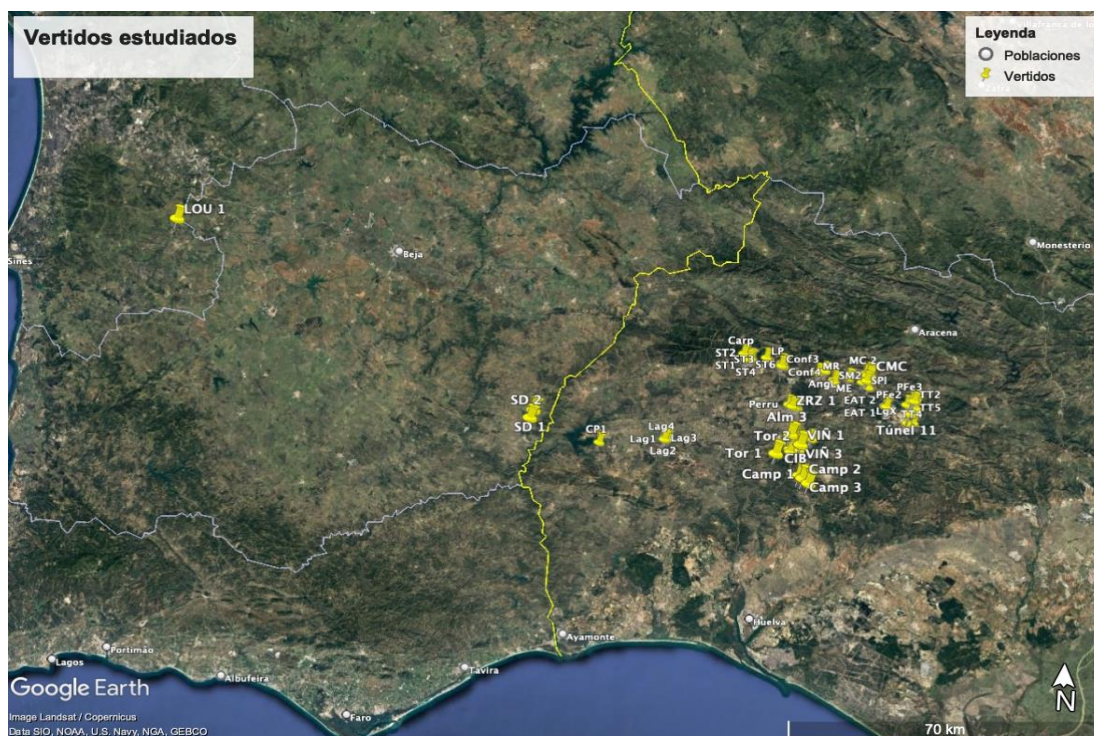 Vertidos estudiados
Leyenda
Poblaciones
Vertidos
Zafra
LOU 1
Beja
Sines
Monesterio
Aracena
Carp
ST2
ST3
LP
ST1
ST4
ST6
Conf3
Conf4
MR
MC 2
CMC
Ang
SM2
ME
SPI
PFe3
EAT 2
PFe2
TT2
EAT 1
LgX
TT5
TT4
Túnel 11
Perru
ZRZ 1
Alm 3
SD 2
SD 1
CP1
Lag4
Lag1
Lag3
Lag2
Tor 2
VIÑ 1
Tor 1
CIB
VIÑ 3
Camp 1
Camp 2
Camp 3
Huelva
Ayamonte
Portimão
Lagos
Tavira
Albufeira
Faro
Google Earth
N
Image Landsat / Copernicus
Data SIO, NOAA, U.S. Navy, NGA, GEBCO
70 km